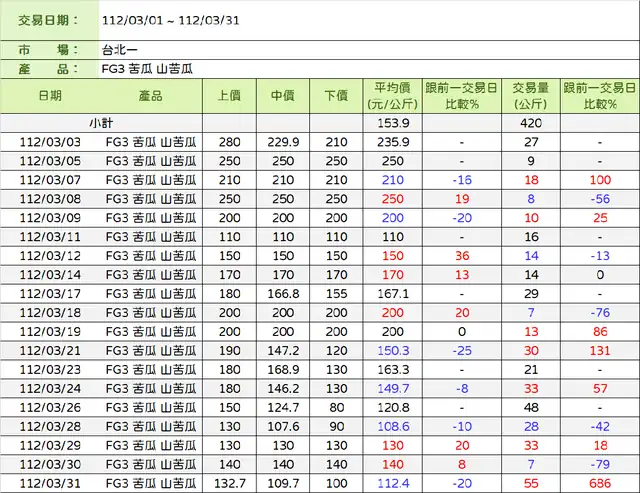 交易日期： 112/03/01 ~ 112/03/31
市　　場： 台北一
產　　品： FG3 苦瓜 山苦瓜
日期 產品 上價 中價 下價 平均價 跟前一交易日 交易量 跟前一交易日
(元/公斤) 比較% (公斤) 比較%
小計 153.9 420
112/03/03 FG3 苦瓜 山苦瓜 280 229.9 210 235.9 - 27 -
112/03/05 FG3 苦瓜 山苦瓜 250 250 250 250 - 9 -
112/03/07 FG3 苦瓜 山苦瓜 210 210 210 210 -16 18 100
112/03/08 FG3 苦瓜 山苦瓜 250 250 250 250 19 8 -56
112/03/09 FG3 苦瓜 山苦瓜 200 200 200 200 -20 10 25
112/03/11 FG3 苦瓜 山苦瓜 110 110 110 110 - 16 -
112/03/12 FG3 苦瓜 山苦瓜 150 150 150 150 36 14 -13
112/03/14 FG3 苦瓜 山苦瓜 170 170 170 170 13 14 0
112/03/17 FG3 苦瓜 山苦瓜 180 166.8 155 167.1 - 29 -
112/03/18 FG3 苦瓜 山苦瓜 200 200 200 200 20 7 -76
112/03/19 FG3 苦瓜 山苦瓜 200 200 200 200 0 13 86
112/03/21 FG3 苦瓜 山苦瓜 190 147.2 120 150.3 -25 30 131
112/03/23 FG3 苦瓜 山苦瓜 180 168.9 130 163.3 - 21 -
112/03/24 FG3 苦瓜 山苦瓜 180 146.2 130 149.7 -8 33 57
112/03/26 FG3 苦瓜 山苦瓜 150 124.7 80 120.8 - 48 -
112/03/28 FG3 苦瓜 山苦瓜 130 107.6 90 108.6 -10 28 -42
112/03/29 FG3 苦瓜 山苦瓜 130 130 130 130 20 33 18
112/03/30 FG3 苦瓜 山苦瓜 140 140 140 140 8 7 -79
112/03/31 FG3 苦瓜 山苦瓜 132.7 109.7 100 112.4 -20 55 686